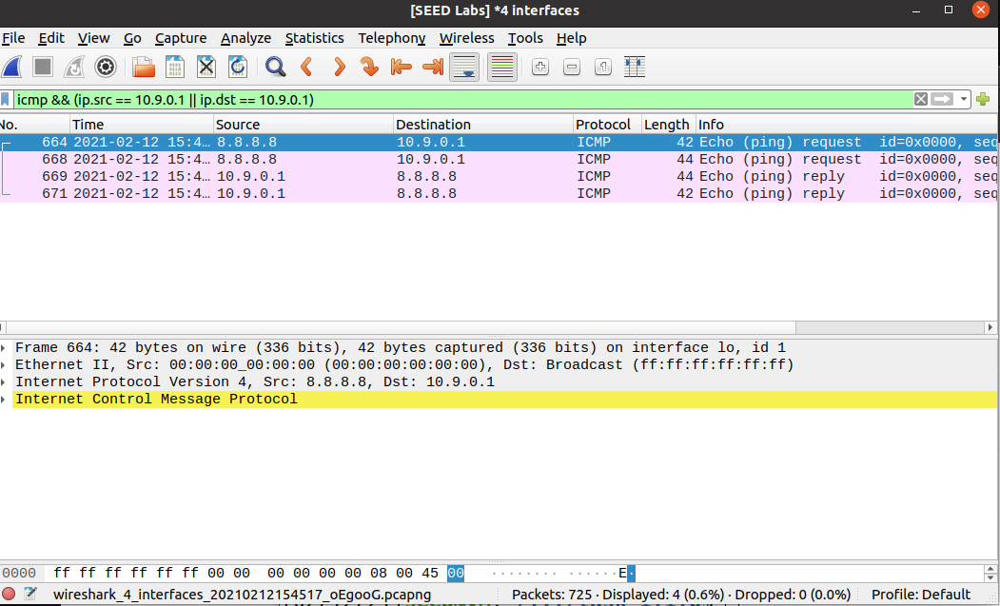 [SEED Labs] *4 interfaces
File Edit View Go Capture Analyze Statistics Telephony Wireless Tools Help
icmp && (ip.src == 10.9.0.1 || ip.dst == 10.9.0.1)
No. Time Source Destination Protocol Length Info
664 2021-02-12 15:4… 8.8.8.8 10.9.0.1 ICMP 42 Echo (ping) request id=0x0000, seq
668 2021-02-12 15:4… 8.8.8.8 10.9.0.1 ICMP 44 Echo (ping) request id=0x0000, seq
669 2021-02-12 15:4… 10.9.0.1 8.8.8.8 ICMP 44 Echo (ping) reply id=0x0000, seq
671 2021-02-12 15:4… 10.9.0.1 8.8.8.8 ICMP 42 Echo (ping) reply id=0x0000, seq
Frame 664: 42 bytes on wire (336 bits), 42 bytes captured (336 bits) on interface lo, id 1
Ethernet II, Src: 00:00:00_00:00:00 (00:00:00:00:00:00), Dst: Broadcast (ff:ff:ff:ff:ff:ff)
Internet Protocol Version 4, Src: 8.8.8.8, Dst: 10.9.0.1
Internet Control Message Protocol
0000 ff ff ff ff ff ff 00 00 00 00 00 00 08 00 45 00 ········ ······E·
wireshark_4_interfaces_20210212154517_oEgooG.pcapng Packets: 725 · Displayed: 4 (0.6%) · Dropped: 0 (0.0%) Profile: Default